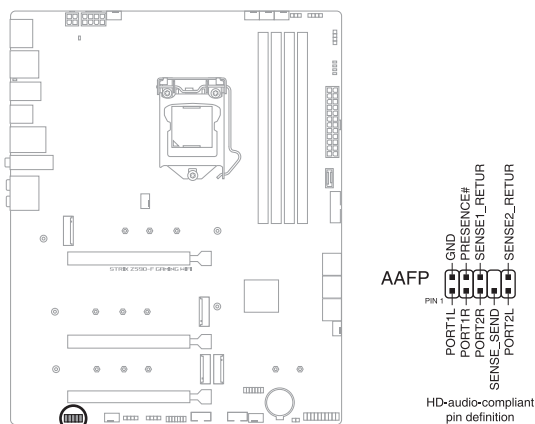 STRIX Z590-F GAMING WIFI
AAFP
PIN 1
GND
PRESENCE#
SENSE1_RETUR
SENSE2_RETUR
PORT1L
PORT1R
PORT2R
SENSE_SEND
PORT2L
HD-audio-compliant
pin definition